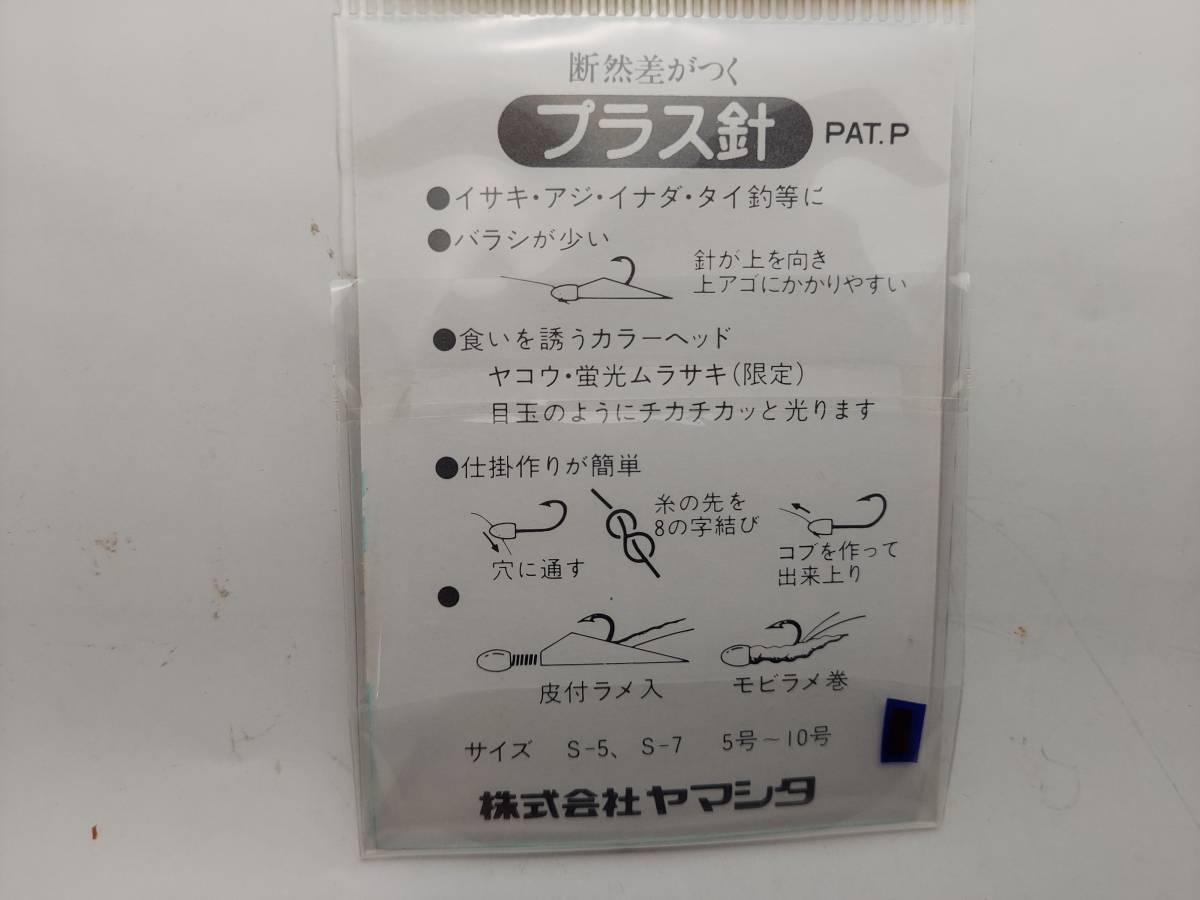 断然差がつく
プラス針 PAT.P
●イサキ・アジ・イナダ・タイ釣等に
●バラシが少い
針が上を向き
上アゴにかかりやすい
●食いを誘うカラーヘッド
ヤコウ・蛍光ムラサキ(限定)
目玉のようにチカチカッと光ります
●仕掛作りが簡単
穴に通す
糸の先を
8の字結び
コブを作って
出来上り
●
皮付ラメ入
モビラメ巻
サイズ S-5、S-7 5号〜10号
株式会社ヤマシタ